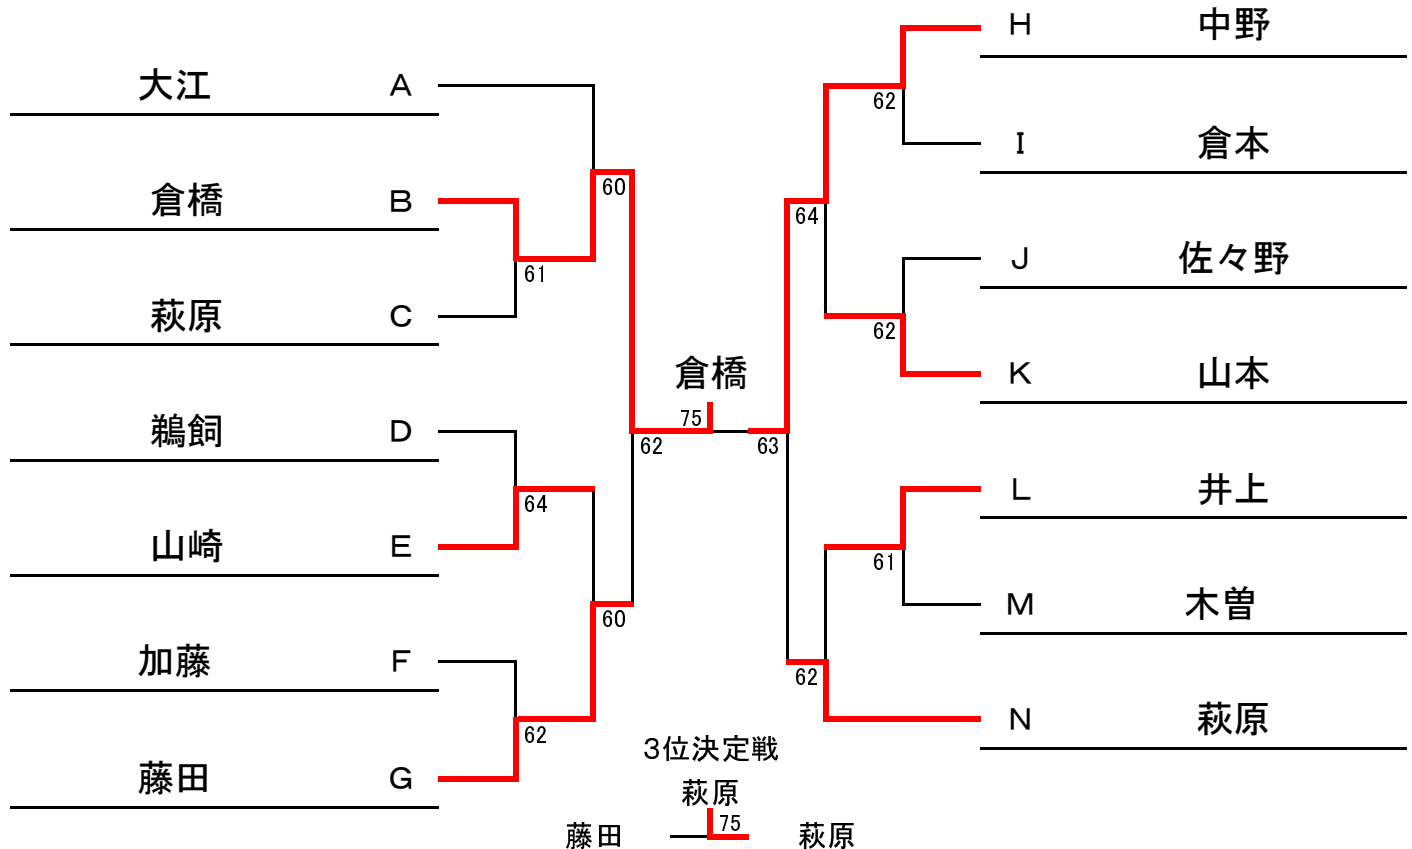 大江 A
倉橋 B
萩原 C
鵜飼 D
山崎 E
加藤 F
藤田 G
61
64
62
60
60
62
75
倉橋
63
64
62
62
62
61
H 中野
I 倉本
J 佐々野
K 山本
L 井上
M 木曽
N 萩原
3位決定戦
萩原
藤田 75 萩原